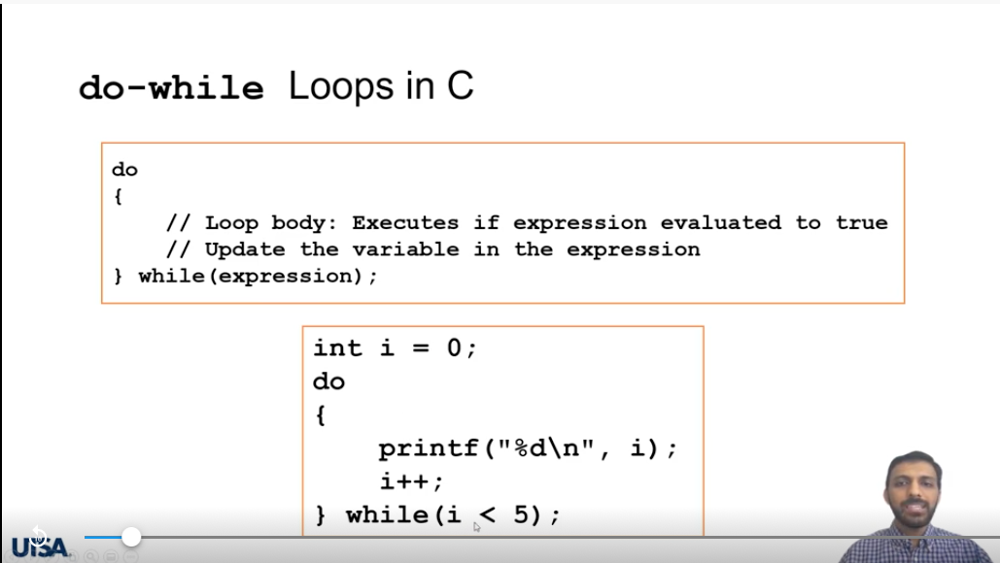 do-while Loops in C
do
{
// Loop body: Executes if expression evaluated to true
// Update the variable in the expression
} while(expression);
int i = 0;
do
{
printf("%d\n", i);
i++;
} while(i < 5);
UTSA